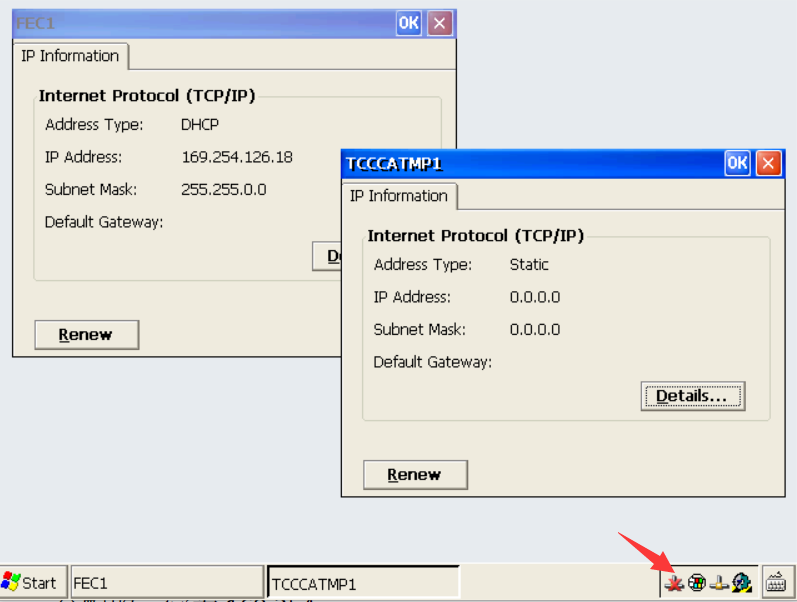 FEC1
OK
IP Information
Internet Protocol (TCP/IP)
Address Type: DHCP
IP Address: 169.254.126.18
Subnet Mask: 255.255.0.0
Default Gateway:
Renew
TCCCATMP1
OK
IP Information
Internet Protocol (TCP/IP)
Address Type: Static
IP Address: 0.0.0.0
Subnet Mask: 0.0.0.0
Default Gateway:
Details...
Renew
Start
FEC1
TCCCATMP1